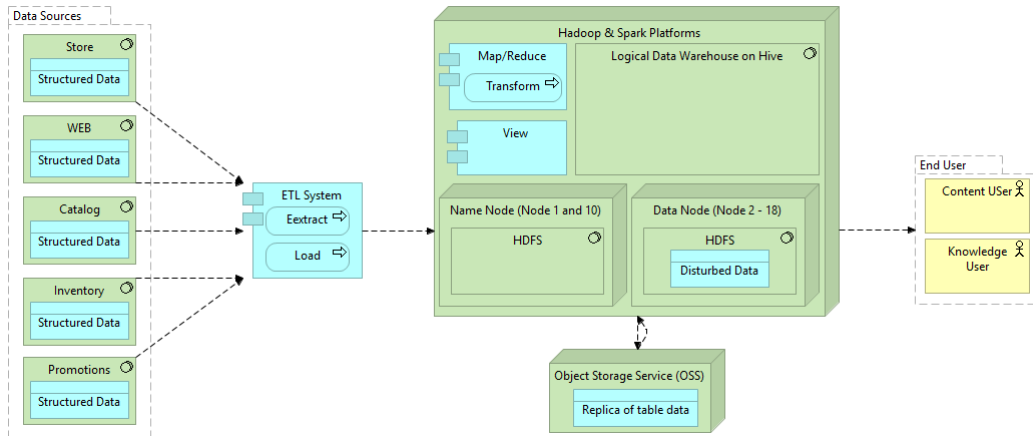 Data Sources
Store
Structured Data
WEB
Structured Data
Catalog
Structured Data
Inventory
Structured Data
Promotions
Structured Data
ETL System
Eextract
Load
Hadoop & Spark Platforms
Map/Reduce
Transform
View
Logical Data Warehouse on Hive
Name Node (Node 1 and 10)
HDFS
Data Node (Node 2 - 18)
HDFS
Disturbed Data
Object Storage Service (OSS)
Replica of table data
End User
Content USer
Knowledge
User